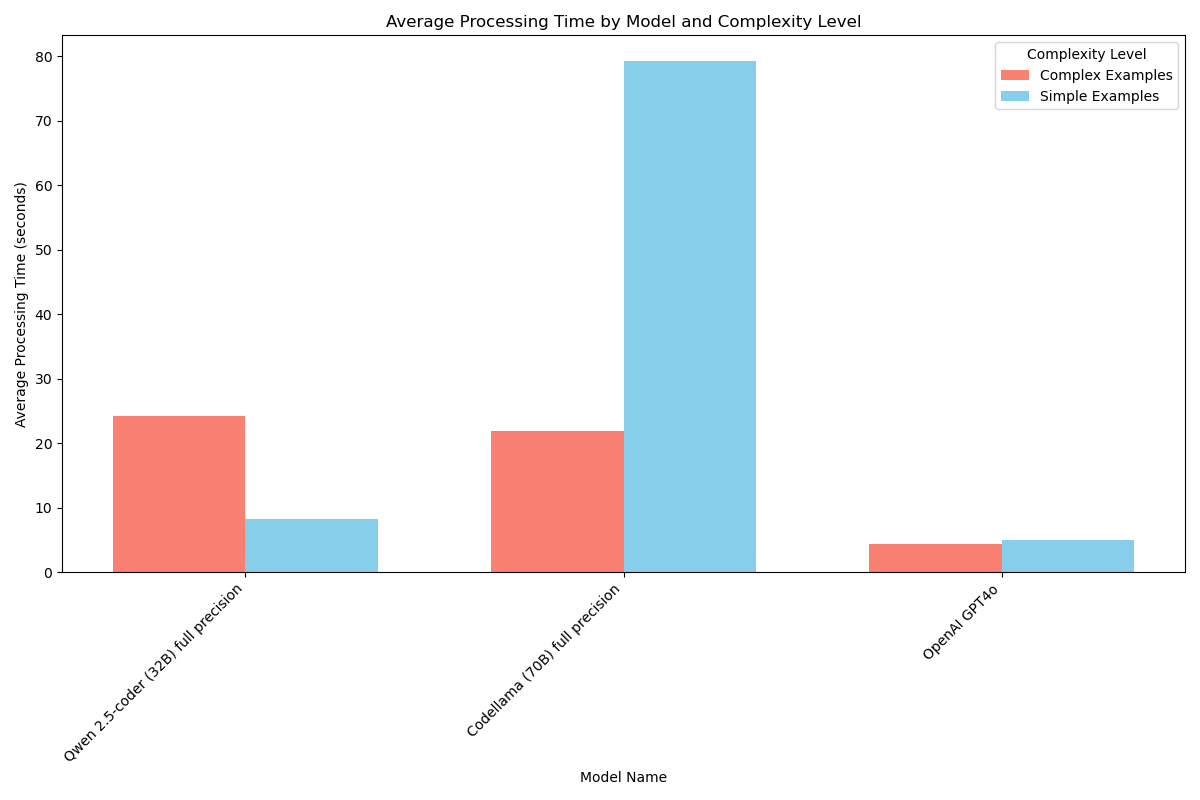 Average Processing Time by Model and Complexity Level
Complexity Level
Complex Examples
Simple Examples
Average Processing Time (seconds)
80
70
60
50
40
30
20
10
0
Qwen 2.5-coder (32B) full precision
Codellama (70B) full precision
OpenAI GPT4o
Model Name